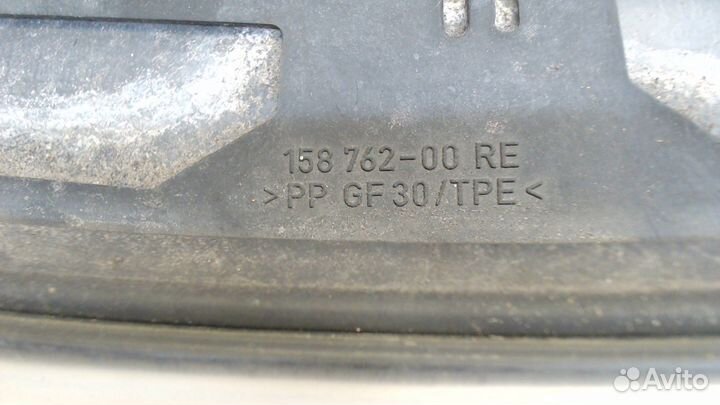 158 762-00 RE
>PP GF30/TPE<
Avito